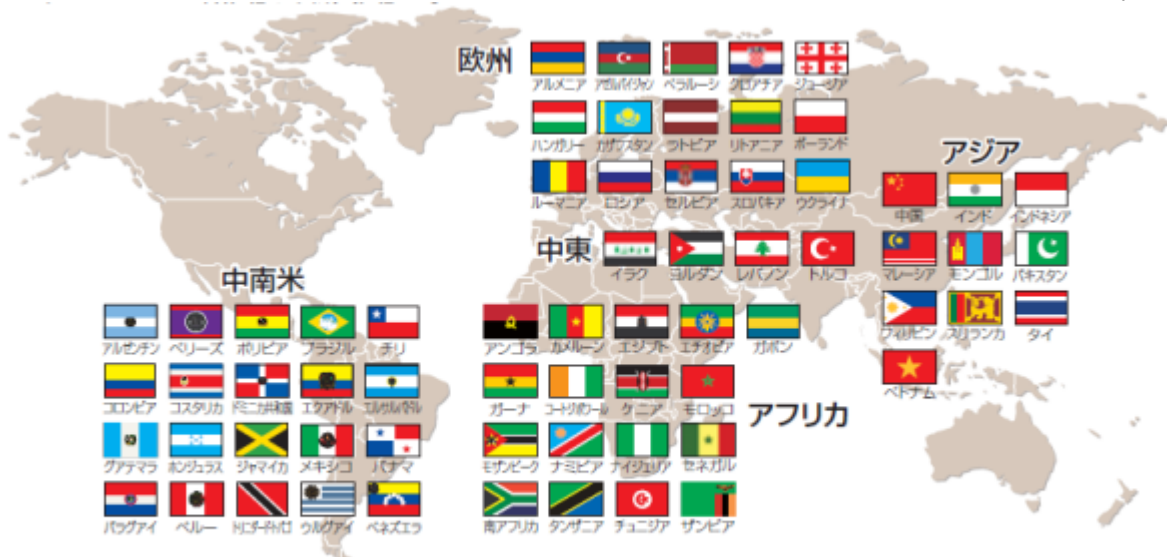 欧州
アルメニア アゼルバイジャン ベラルーシ クロアチア ジョージア
ハンガリー カザフスタン ラトビア リトアニア ポーランド
ルーマニア ロシア セルビア スロバキア ウクライナ
アジア
中国 インド インドネシア
マレーシア モンゴル パキスタン
フィリピン スリランカ タイ
ベトナム
中東
イラク ヨルダン レバノン トルコ
中南米
アルゼンチン ベリーズ ボリビア ブラジル チリ
コロンビア コスタリカ ドミニカ共和国 エクアドル エルサルバドル
グアテマラ ホンジュラス ジャマイカ メキシコ パナマ
パラグアイ ペルー トリニダード・トバゴ ウルグアイ ベネズエラ
アフリカ
アンゴラ カメルーン エジプト エチオピア ガボン
ガーナ コートジボワール ケニア モロッコ
モザンビーク ナミビア ナイジェリア セネガル
南アフリカ タンザニア チュニジア ザンビア